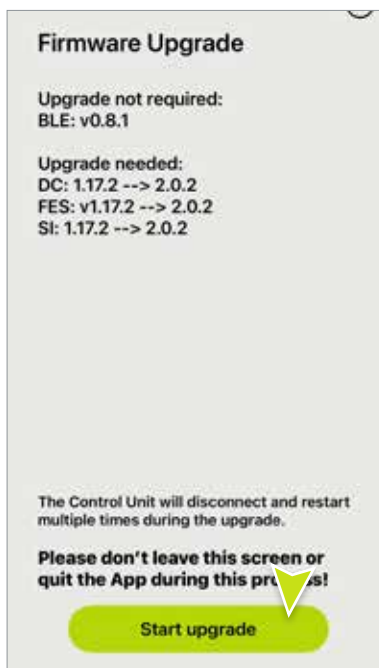 Firmware Upgrade
Upgrade not required:
BLE: v0.8.1
Upgrade needed:
DC: 1.17.2 --> 2.0.2
FES: v1.17.2 --> 2.0.2
SI: 1.17.2 --> 2.0.2
The Control Unit will disconnect and restart
multiple times during the upgrade.
Please don't leave this screen or
quit the App during this process!
Start upgrade